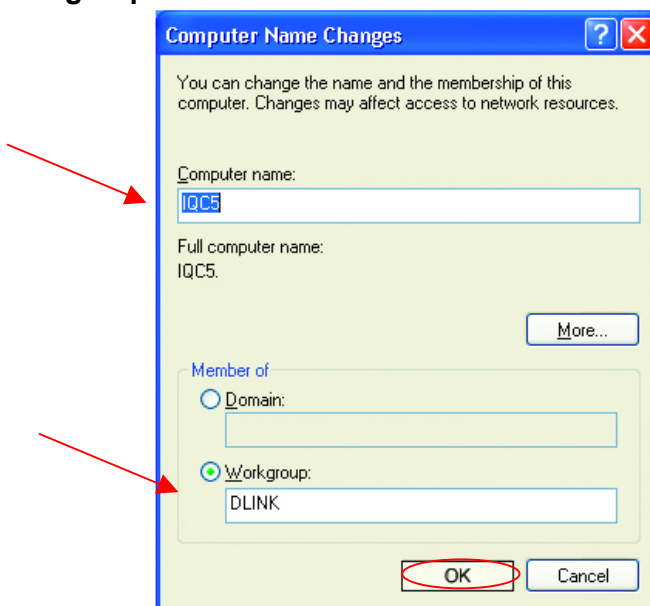 Computer Name Changes
You can change the name and the membership of this
computer. Changes may affect access to network resources.
Computer name:
IQC5
Full computer name:
IQC5.
More...
Member of
Domain:
Workgroup:
DLINK
OK Cancel